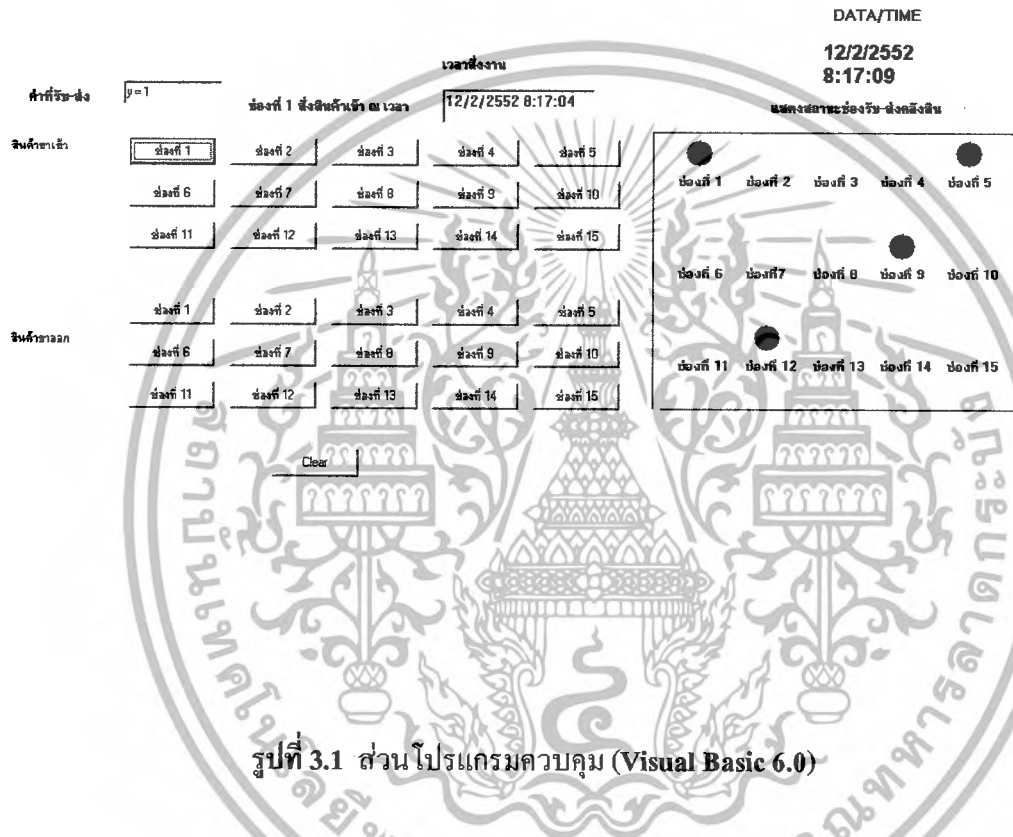 DATA/TIME
12/2/2552
8:17:09
เวลาสั่งงาน
ค่าที่รับ-ส่ง
y=1
ช่องที่ 1 สั่งสินค้าเข้า ณ เวลา
12/2/2552 8:17:04
แสดงสถานะช่องรับ-ส่งคลังสิน
สินค้าขาเข้า
ช่องที่ 1 ช่องที่ 2 ช่องที่ 3 ช่องที่ 4 ช่องที่ 5
ช่องที่ 6 ช่องที่ 7 ช่องที่ 8 ช่องที่ 9 ช่องที่ 10
ช่องที่ 11 ช่องที่ 12 ช่องที่ 13 ช่องที่ 14 ช่องที่ 15
สินค้าขาออก
ช่องที่ 1 ช่องที่ 2 ช่องที่ 3 ช่องที่ 4 ช่องที่ 5
ช่องที่ 6 ช่องที่ 7 ช่องที่ 8 ช่องที่ 9 ช่องที่ 10
ช่องที่ 11 ช่องที่ 12 ช่องที่ 13 ช่องที่ 14 ช่องที่ 15
Clear
ช่องที่ 1 ช่องที่ 2 ช่องที่ 3 ช่องที่ 4 ช่องที่ 5
ช่องที่ 6 ช่องที่7 ช่องที่ 8 ช่องที่ 9 ช่องที่ 10
ช่องที่ 11 ช่องที่ 12 ช่องที่ 13 ช่องที่ 14 ช่องที่ 15
รูปที่ 3.1 ส่วนโปรแกรมควบคุม (Visual Basic 6.0)